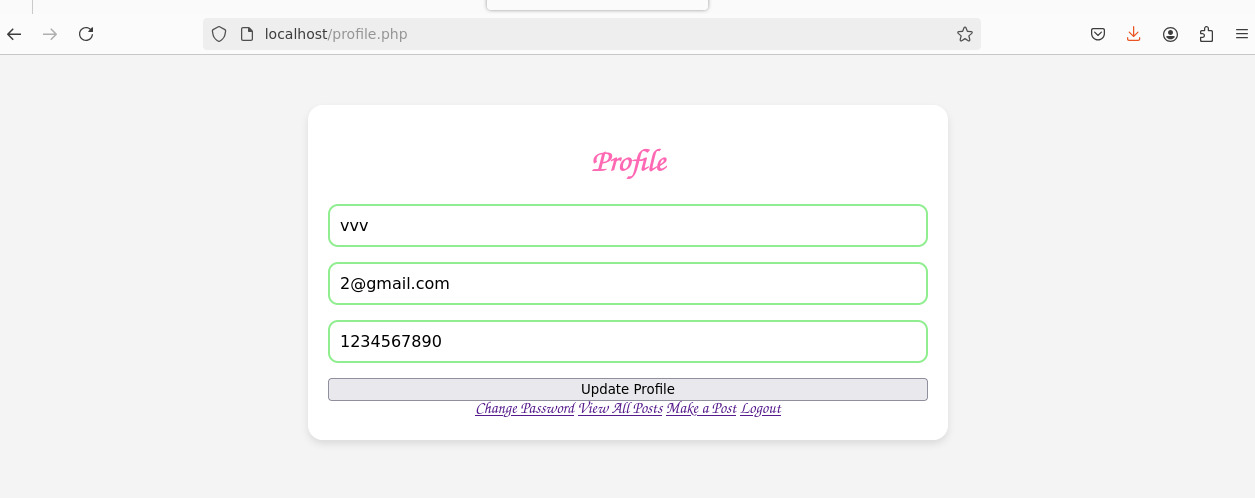 localhost/profile.php
Profile
vvv
2@gmail.com
1234567890
Update Profile
Change Password View All Posts Make a Post Logout